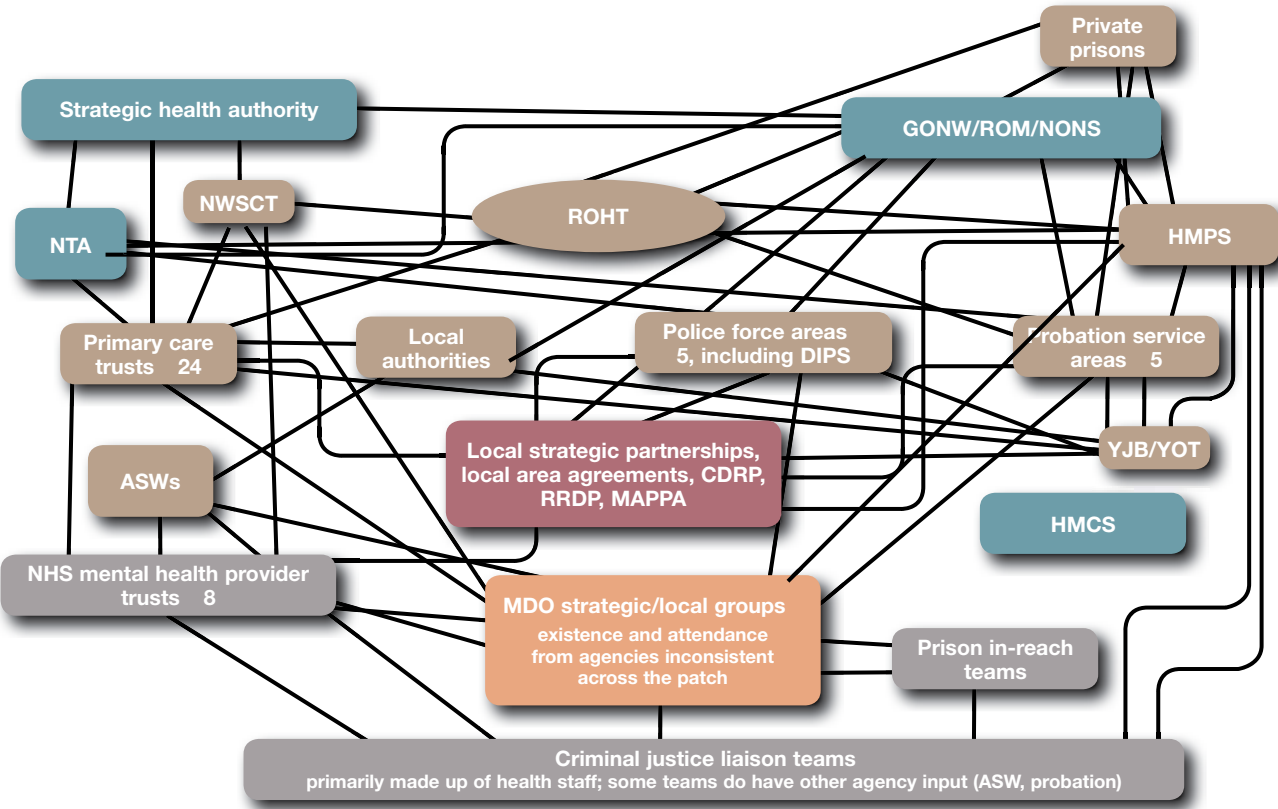 Private
prisons
Strategic health authority
GONW/ROM/NONS
NWSCT
ROHT
NTA
HMPS
Primary care
trusts 24
Local
authorities
Police force areas
5, including DIPS
Probation service
areas 5
Local strategic partnerships,
local area agreements, CDRP,
RRDP, MAPPA
YJB/YOT
ASWs
HMCS
NHS mental health provider
trusts 8
MDO strategic/local groups
existence and attendance
from agencies inconsistent
across the patch
Prison in-reach
teams
Criminal justice liaison teams
primarily made up of health staff; some teams do have other agency input (ASW, probation)